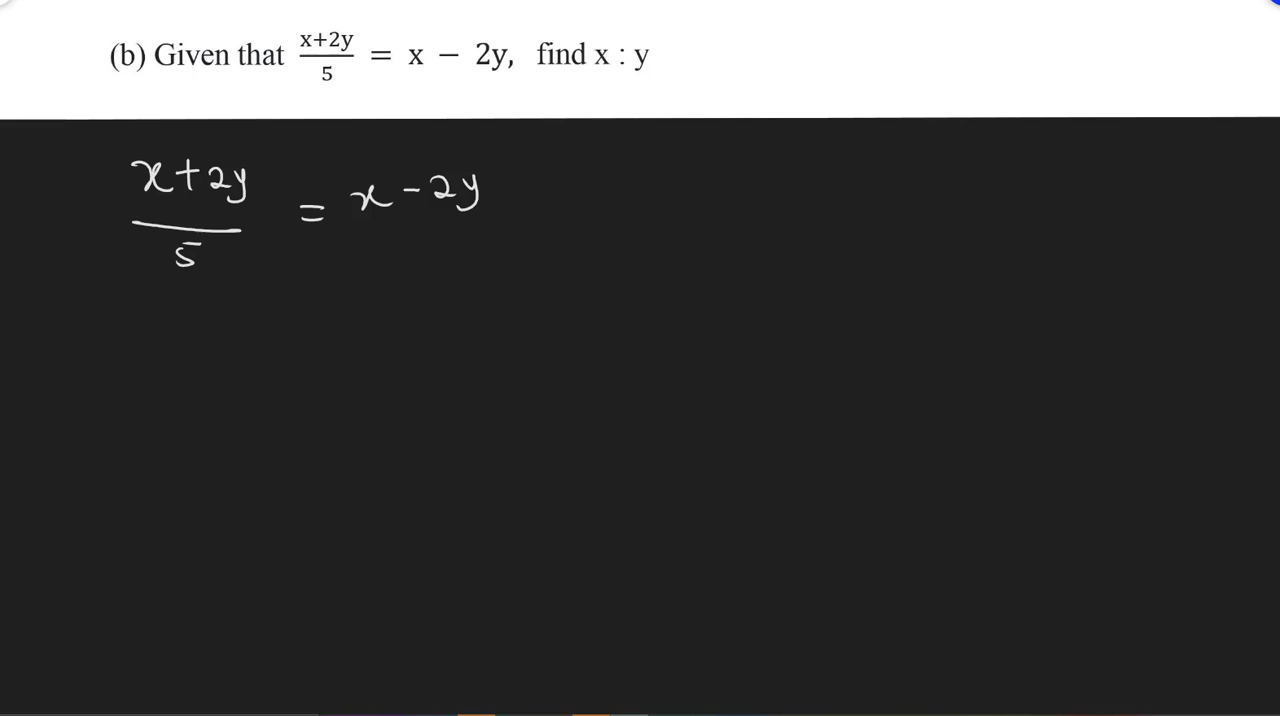 (b) Given that x+2y/5 = x − 2y, find x : y
x+2y/5 = x-2y